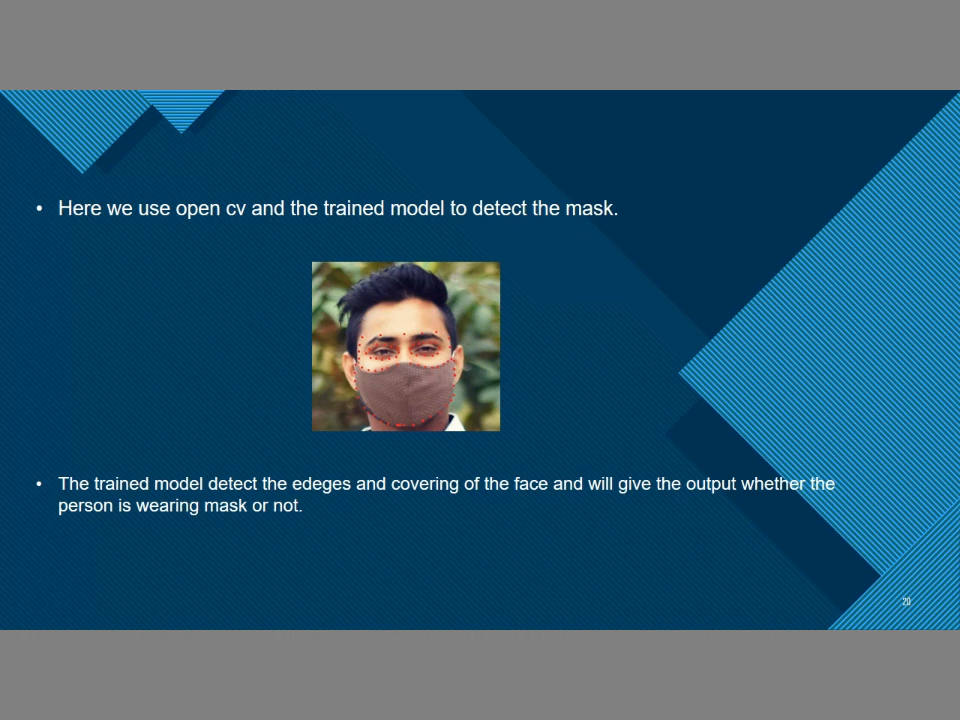 • Here we use open cv and the trained model to detect the mask.
• The trained model detect the edeges and covering of the face and will give the output whether the
person is wearing mask or not.
20